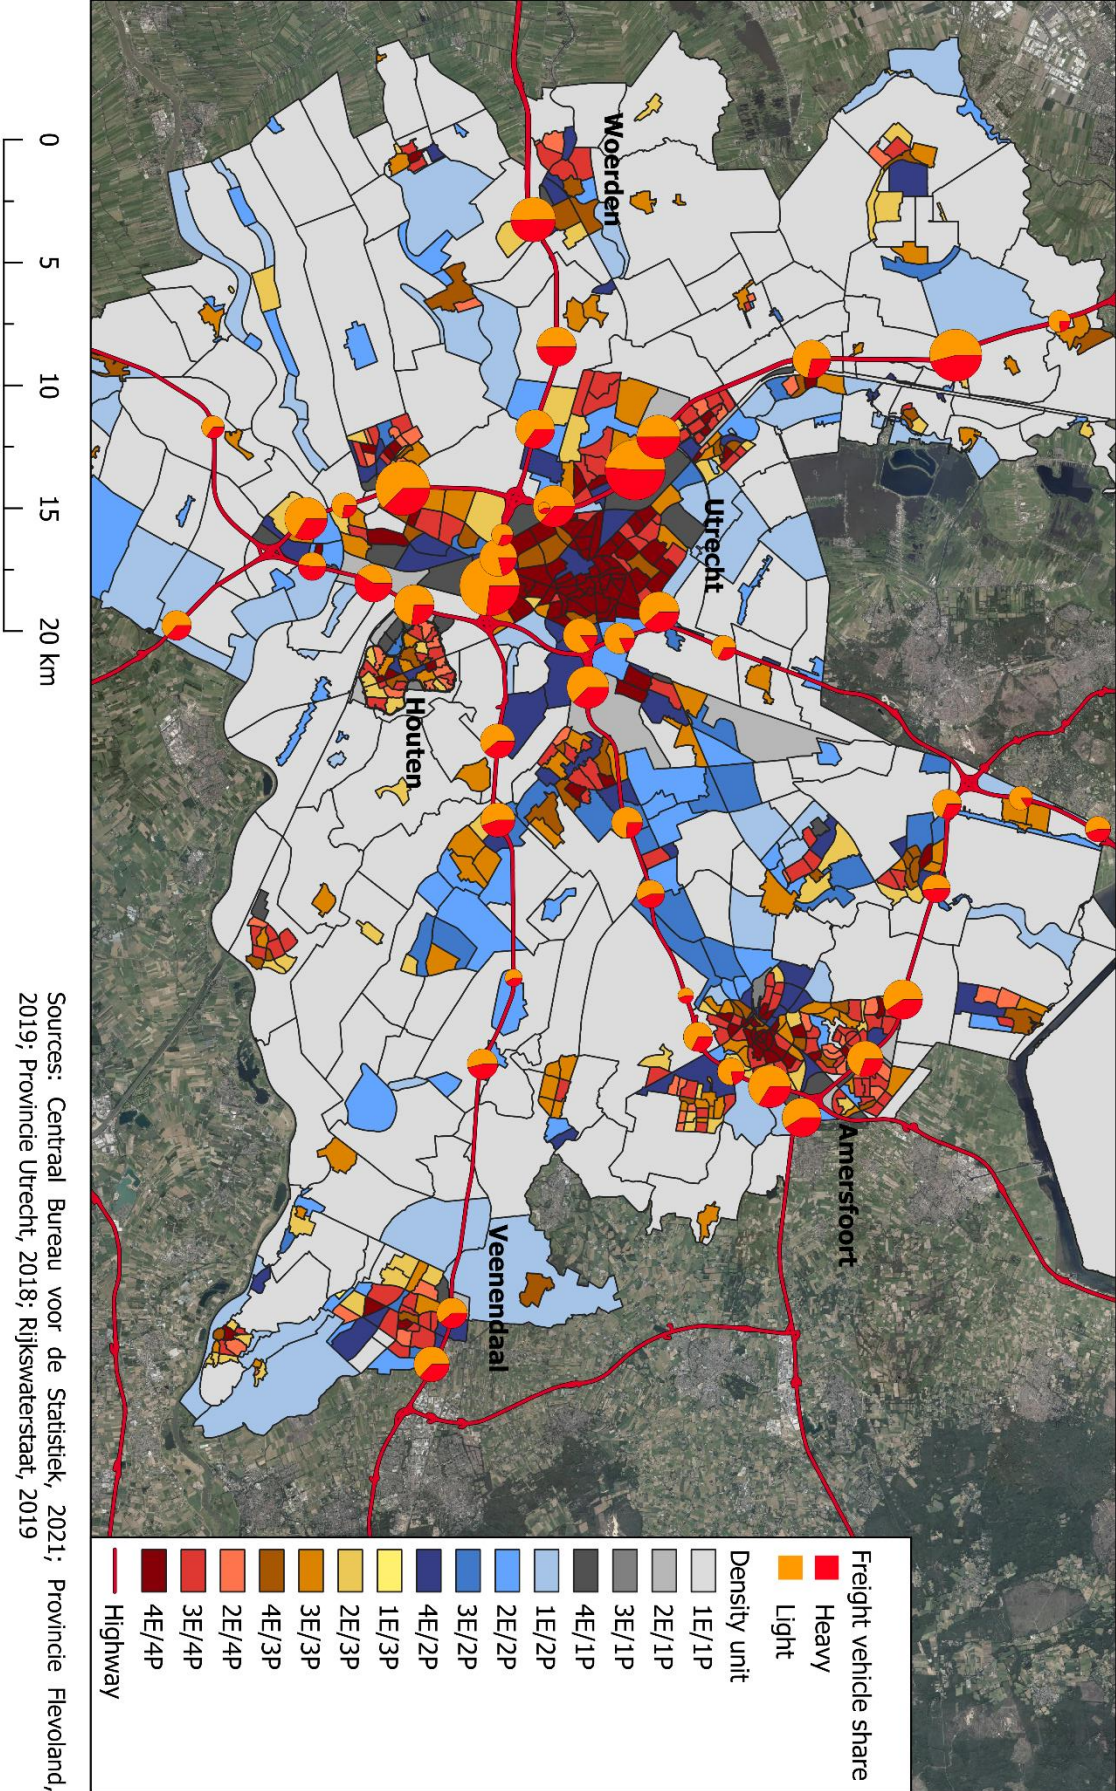 Woerden
Utrecht
Houten
Amersfoort
Veenendaal
Freight vehicle share
Heavy
Light
Density unit
1E/1P
2E/1P
3E/1P
4E/1P
1E/2P
2E/2P
3E/2P
4E/2P
1E/3P
2E/3P
3E/3P
4E/3P
2E/4P
3E/4P
4E/4P
Highway
0 5 10 15 20 km
Sources: Centraal Bureau voor de Statistiek, 2021; Provincie Flevoland,
2019; Provincie Utrecht, 2018; Rijkswaterstaat, 2019